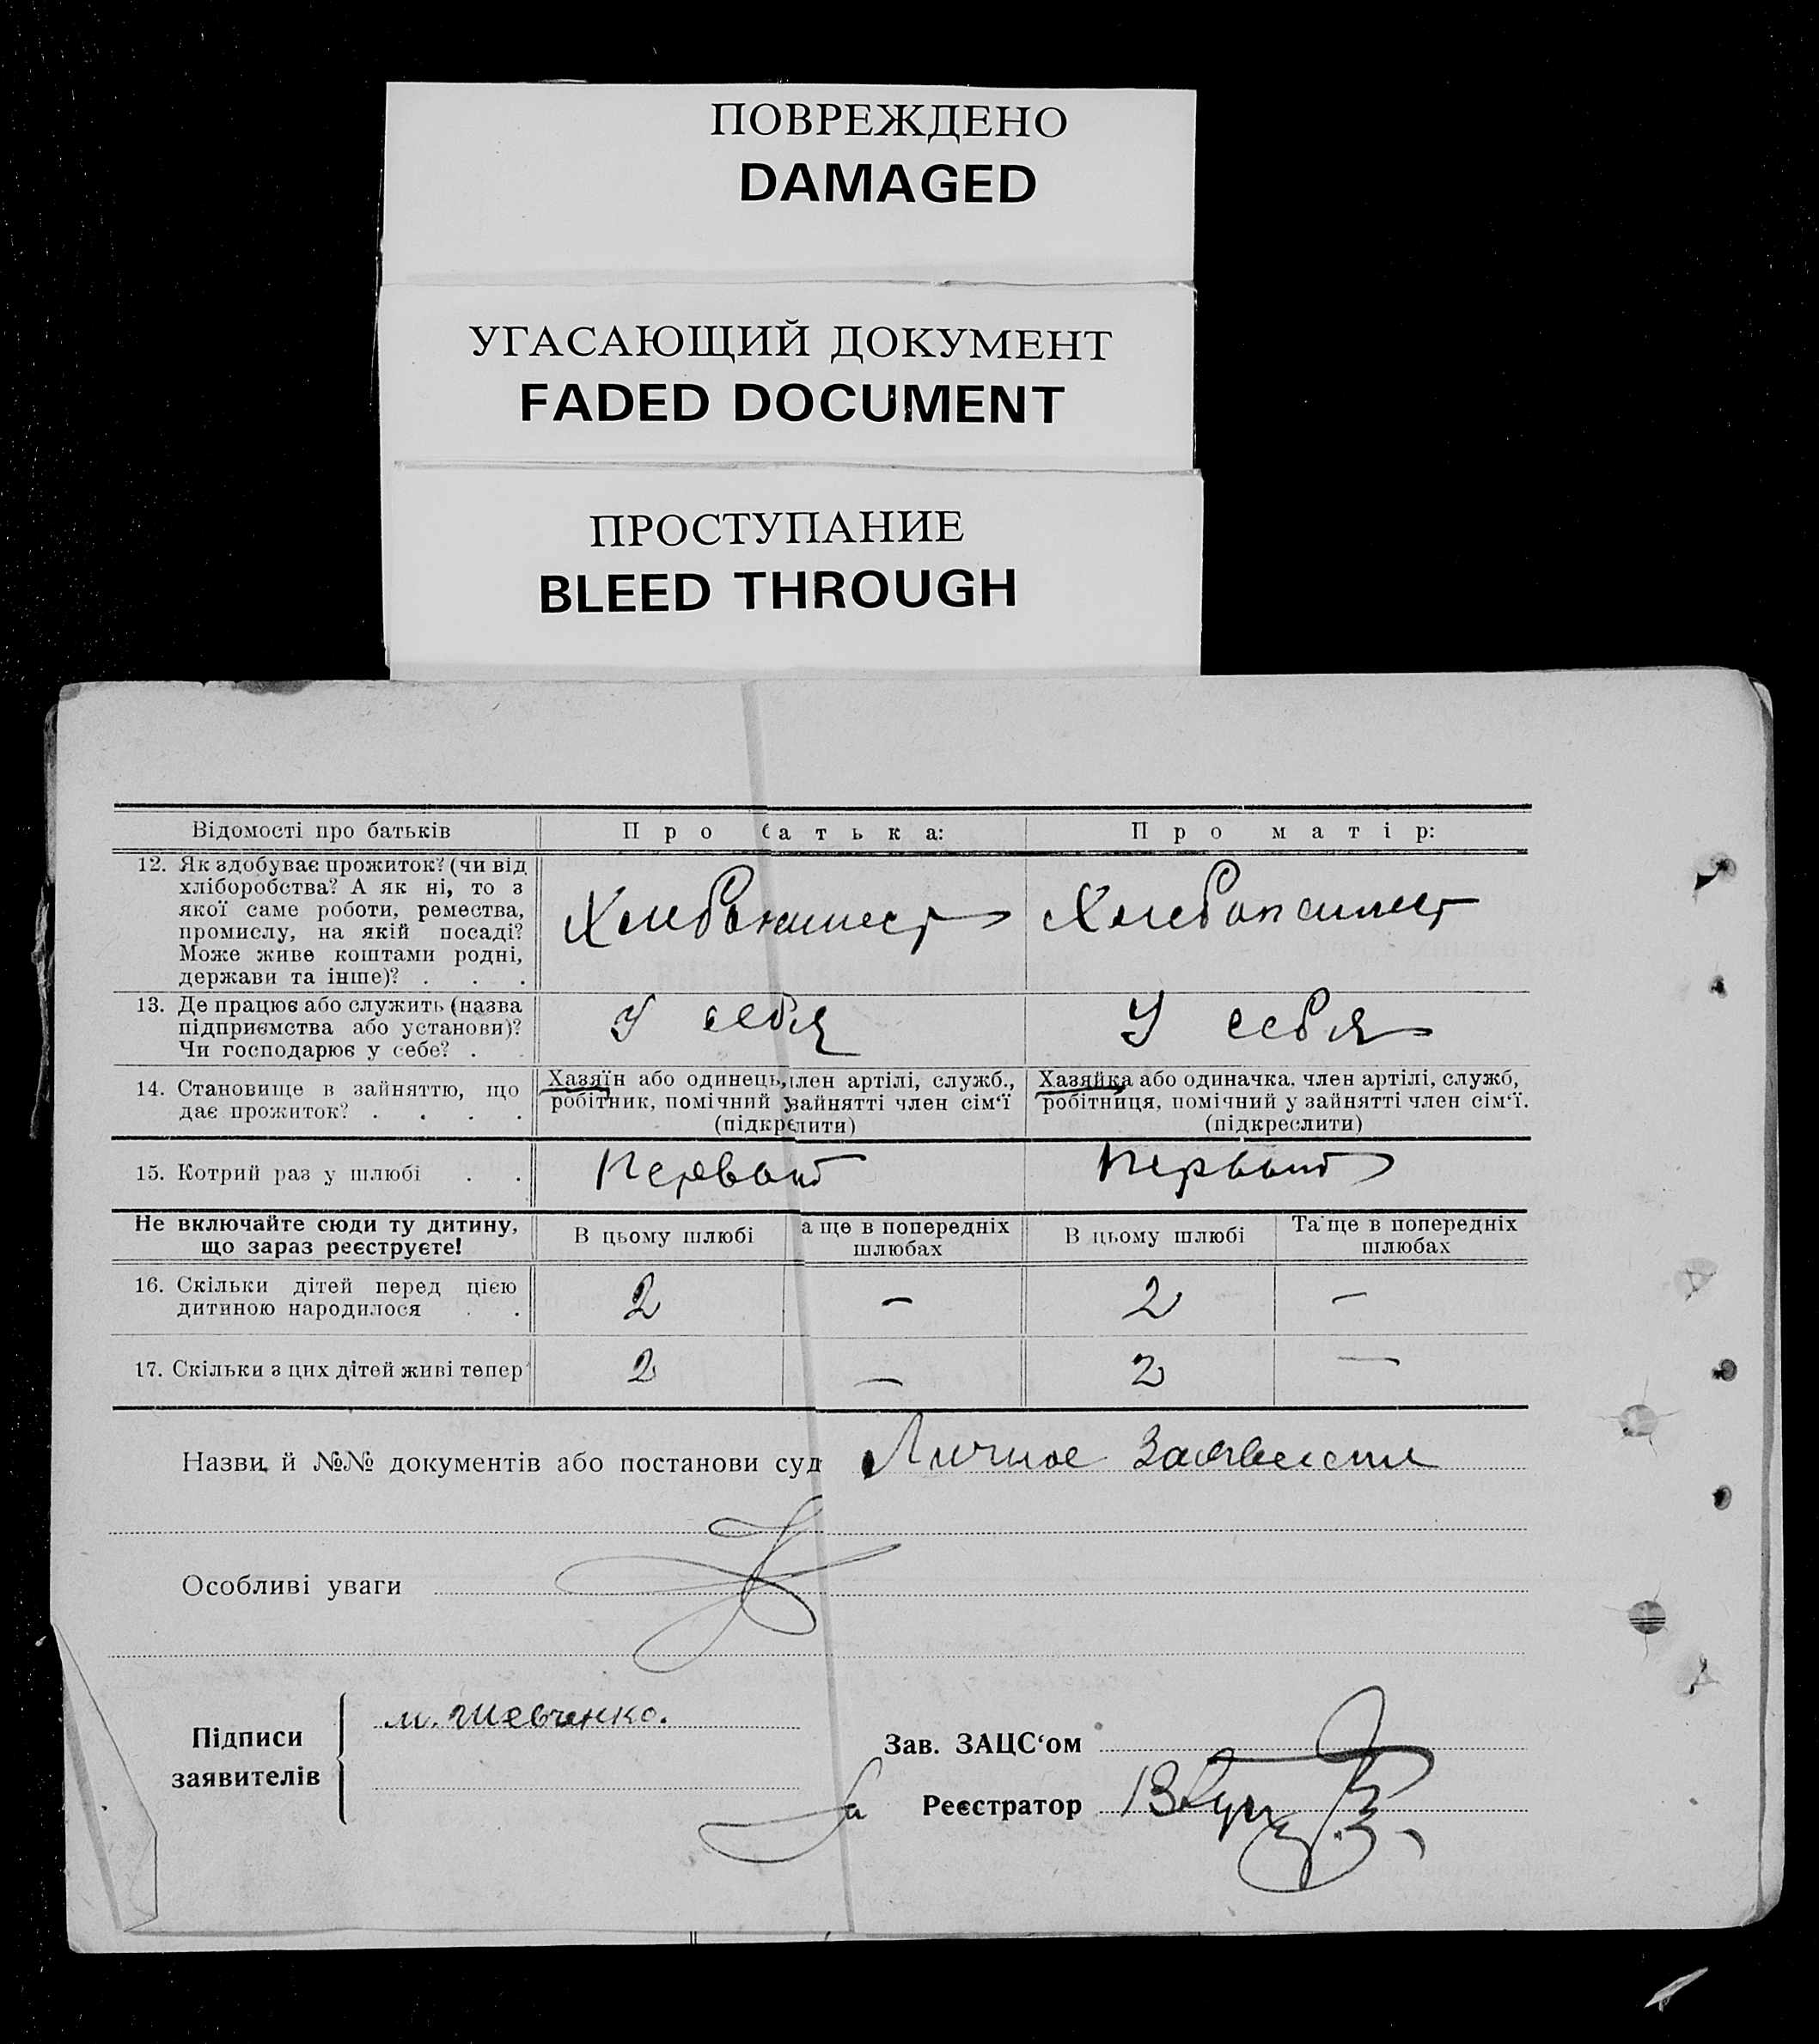 ПОВРЕЖДЕНО
DAMAGED
УГАСАЮЩИЙ ДОКУМЕНТ
FADED DOCUMENT
ПРОСТУПАНИЕ
BLEED THROUGH
Відомості про батьків
Про батька:
Про матір:
12. Як здобуває прожиток? (чи від
хліборобства? А як ні, то з
якої саме роботи, ремества,
промислу, на якій посаді?
Може живе коштами родні,
держави та інше)? . . .
Хлебопашест
Хлебопашест
13. Де працює або служить (назва
підприємства або установи)?
Чи господарює у себе? . .
У себя
У себя
14. Становище в зайняттю, що
дає прожиток? . . . .
Хазяїн або одинець, член артілі, служб.,
робітник, помічний у зайнятті член сім'ї
(підкреслити)
Хазяйка або одиначка. член артілі, служб,
робітниця, помічний у зайнятті член сім'ї.
(підкреслити)
15. Котрий раз у шлюбі . .
Первый
Первый
Не включайте сюди ту дитину,
що зараз реєструєте!
В цьому шлюбі
а ще в попередніх
шлюбах
В цьому шлюбі
Та ще в попередніх
шлюбах
16. Скільки дітей перед цією
дитиною народилося . .
2 — 2 —
17. Скільки з цих дітей живі тепер
2 — 2 —
Назви й №№ документів або постанови суд Личное Заявление
Особливі уваги
Підписи
заявителів
м. Шевченко.
Зав. ЗАЦС'ом
Реєстратор